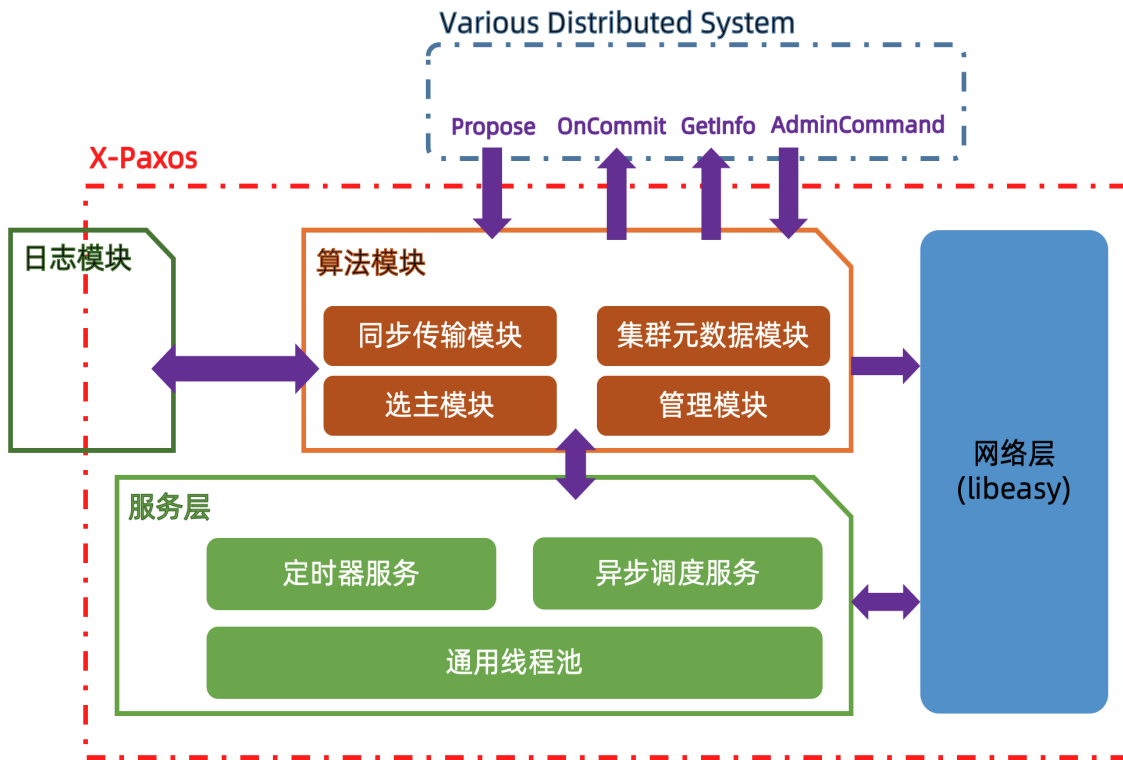 Various Distributed System
Propose OnCommit GetInfo AdminCommand
X-Paxos
日志模块
算法模块
同步传输模块
集群元数据模块
选主模块
管理模块
网络层
(libeasy)
服务层
定时器服务
异步调度服务
通用线程池